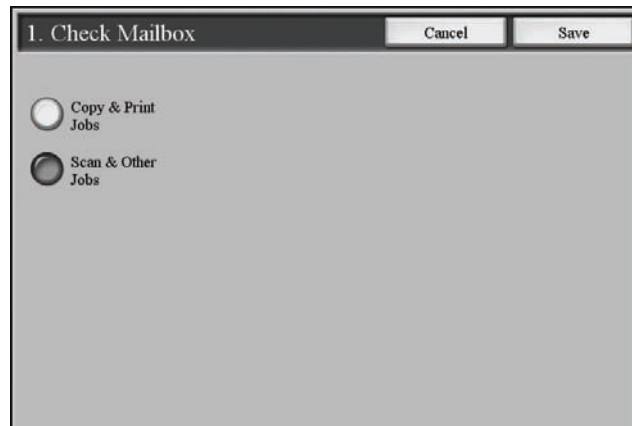 1. Check Mailbox
Cancel
Save
Copy & Print
Jobs
Scan & Other
Jobs